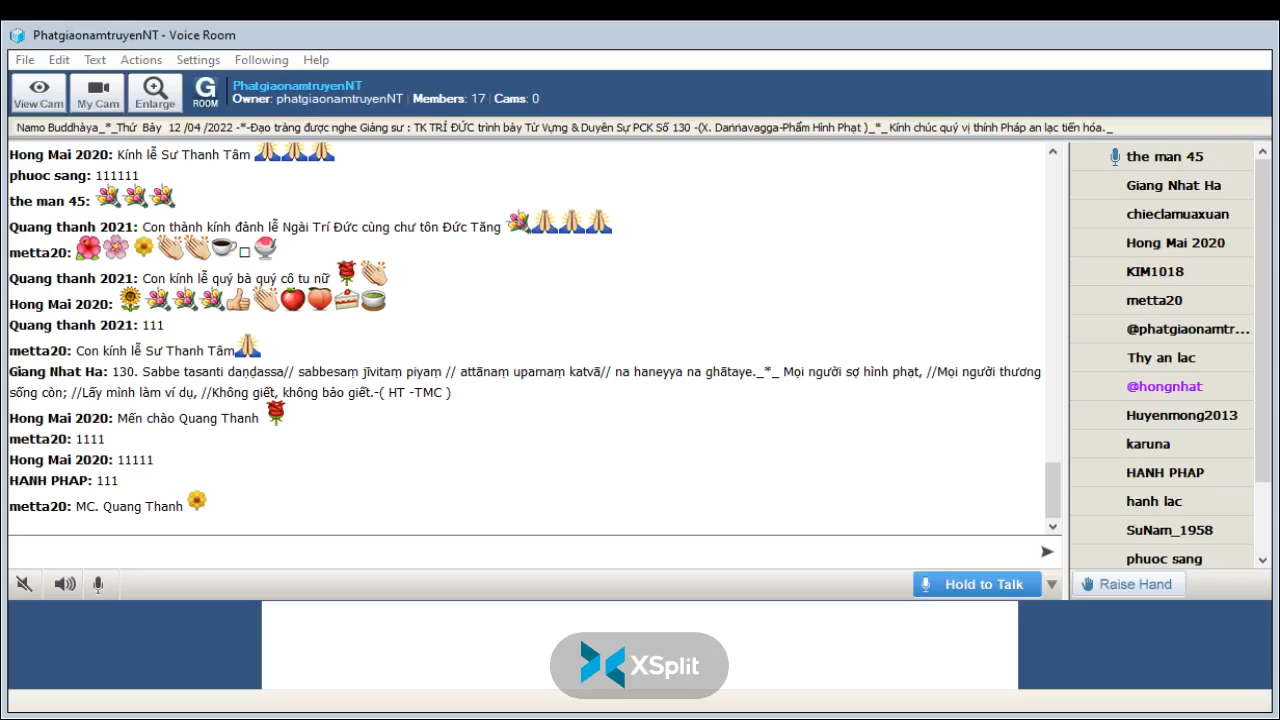 PhatgiaonamtruyenNT - Voice Room
File Edit Text Actions Settings Following Help
View Cam My Cam Enlarge G ROOM
PhatgiaonamtruyenNT
Owner: phatgiaonamtruyenNT | Members: 17 | Cams: 0
Namo Buddhàya_*_Thứ Bảy 12 /04 /2022 -*-Đạo tràng được nghe Giảng sư : TK TRÍ ĐỨC trình bày Từ Vựng & Duyên Sự PCK Số 130 -(X. Daṇṇavagga-Phẩm Hình Phạt )_*_ Kính chúc quý vị thính Pháp an lạc tiến hóa._
Hong Mai 2020: Kính lễ Sư Thanh Tâm 🙏🙏🙏
phuoc sang: 111111
the man 45: 💐💐💐
Quang thanh 2021: Con thành kính đảnh lễ Ngài Trí Đức cùng chư tôn Đức Tăng 💐🙏🙏🙏
metta20: 🌺🌸🌼👏👏☕□🍧
Quang thanh 2021: Con kính lễ quý bà quý cô tu nữ 🌹👏
Hong Mai 2020: 🌻💐💐💐👍👏🍎🍑🍰🍵
Quang thanh 2021: 111
metta20: Con kính lễ Sư Thanh Tâm🙏
Giang Nhat Ha: 130. Sabbe tasanti daṇḍassa// sabbesaṃ jīvitaṃ piyaṃ // attānaṃ upamaṃ katvā// na haneyya na ghātaye._*_ Mọi người sợ hình phạt, //Mọi người thương
sống còn; //Lấy mình làm ví dụ, //Không giết, không bảo giết.-( HT -TMC )
Hong Mai 2020: Mến chào Quang Thanh 🌹
metta20: 1111
Hong Mai 2020: 11111
HANH PHAP: 111
metta20: MC. Quang Thanh 🌼
the man 45
Giang Nhat Ha
chieclamuaxuan
Hong Mai 2020
KIM1018
metta20
@phatgiaonamtr...
Thy an lac
@hongnhat
Huyenmong2013
karuna
HANH PHAP
hanh lac
SuNam_1958
phuoc sang
Hold to Talk
Raise Hand
XSplit